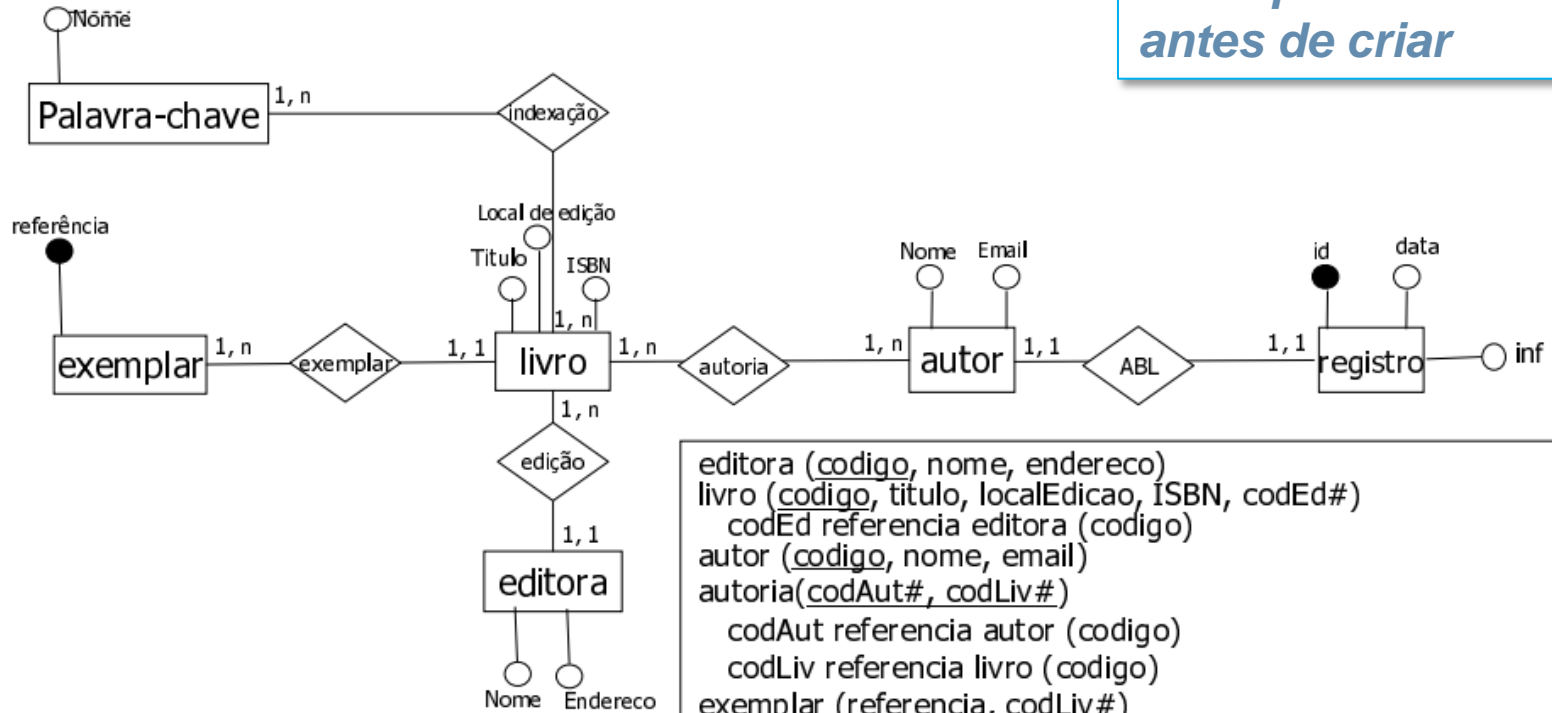 antes de criar
Nome
Palavra-chave
1, n
indexação
referência
Local de edição
Titulo
ISBN
1, n
exemplar
1, n
exemplar
1, 1
livro
1, n
autoria
1, n
Nome
Email
autor
1, 1
ABL
1, 1
id
data
registro
inf
1, n
edição
1, 1
editora
Nome
Endereco
editora (codigo, nome, endereco)
livro (codigo, titulo, localEdicao, ISBN, codEd#)
codEd referencia editora (codigo)
autor (codigo, nome, email)
autoria(codAut#, codLiv#)
codAut referencia autor (codigo)
codLiv referencia livro (codigo)
exemplar (referencia, codLiv#)